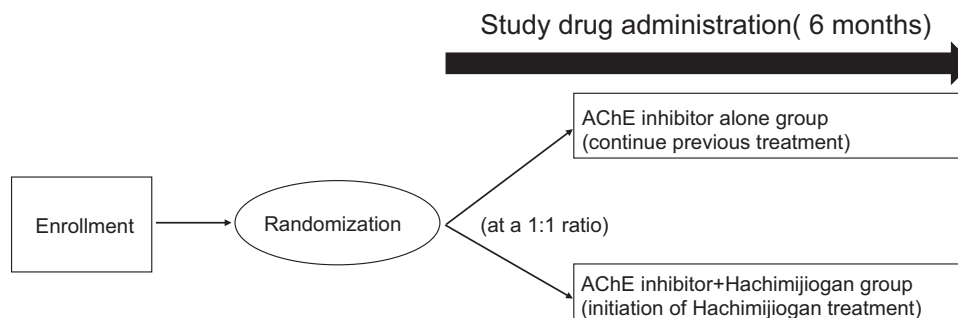 Study drug administration( 6 months)
AChE inhibitor alone group
(continue previous treatment)
Enrollment
Randomization
(at a 1:1 ratio)
AChE inhibitor+Hachimijiogan group
(initiation of Hachimijiogan treatment)